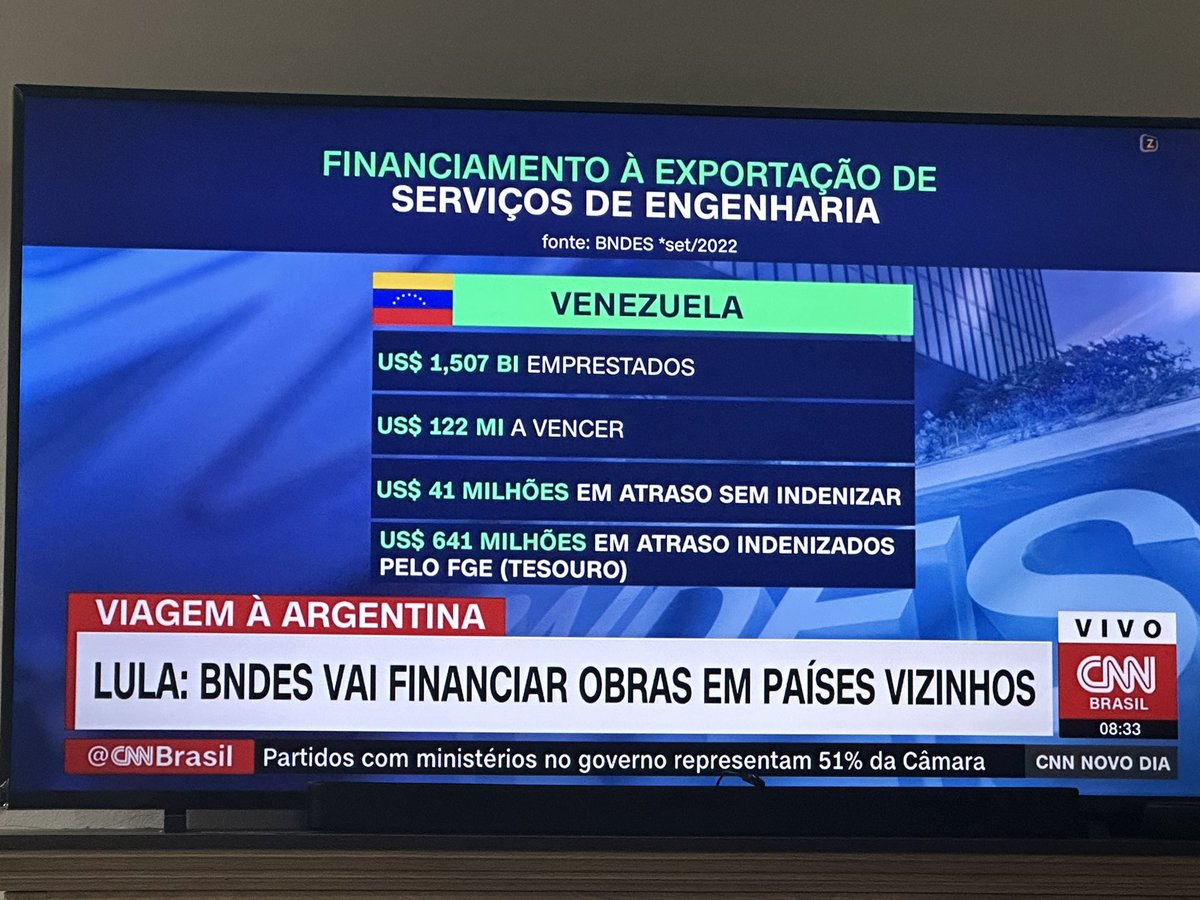 FINANCIAMENTO À EXPORTAÇÃO DE
SERVIÇOS DE ENGENHARIA
fonte: BNDES *set/2022
VENEZUELA
US$ 1,507 BI EMPRESTADOS
US$ 122 MI A VENCER
US$ 41 MILHÕES EM ATRASO SEM INDENIZAR
US$ 641 MILHÕES EM ATRASO INDENIZADOS
PELO FGE (TESOURO)
VIAGEM À ARGENTINA
LULA: BNDES VAI FINANCIAR OBRAS EM PAÍSES VIZINHOS
VIVO
CNN
BRASIL
08:33
@CNNBrasil Partidos com ministérios no governo representam 51% da Câmara CNN NOVO DIA